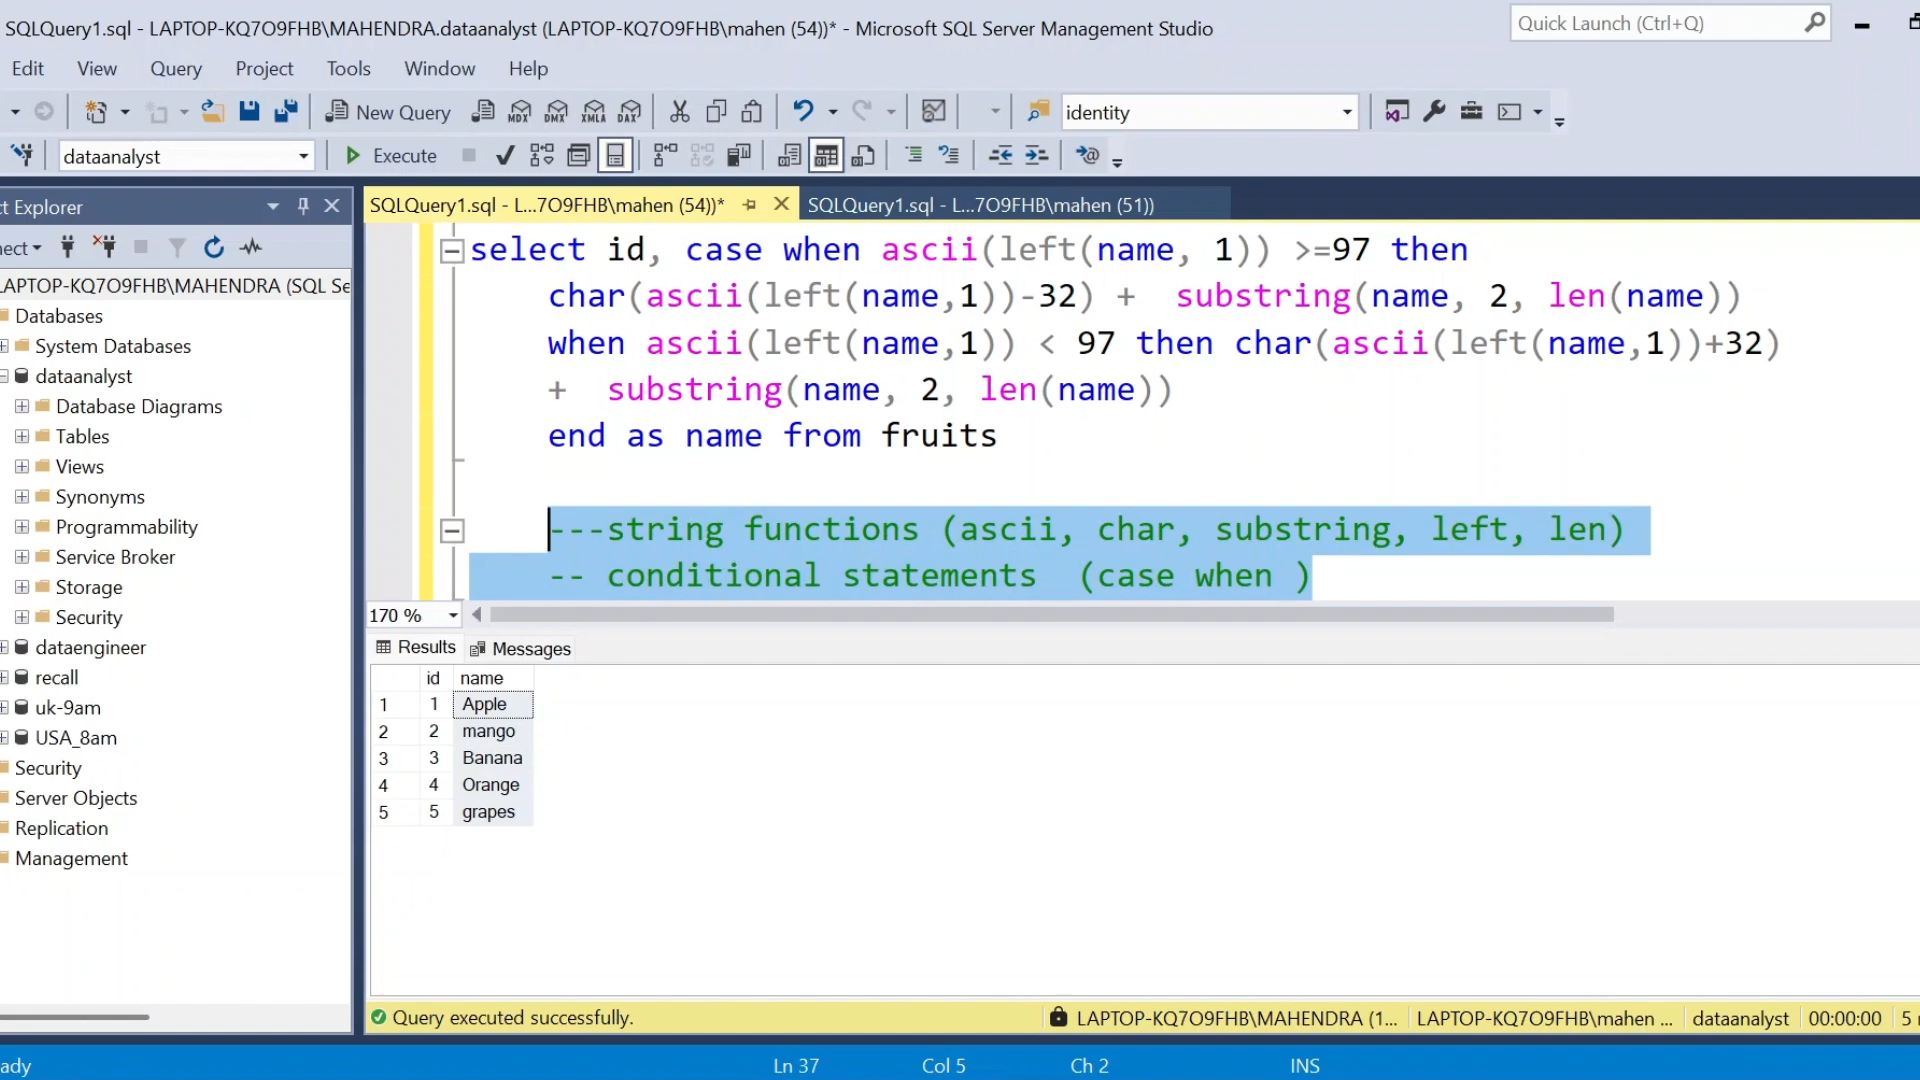 SQLQuery1.sql - LAPTOP-KQ7O9FHB\MAHENDRA.dataanalyst (LAPTOP-KQ7O9FHB\mahen (54))* - Microsoft SQL Server Management Studio
Quick Launch (Ctrl+Q)
Edit View Query Project Tools Window Help
New Query MDX DMX XMLA DAX identity
dataanalyst Execute
ct Explorer
SQLQuery1.sql - L...7O9FHB\mahen (54))* SQLQuery1.sql - L...7O9FHB\mahen (51))
nect
LAPTOP-KQ7O9FHB\MAHENDRA (SQL Se
Databases
System Databases
dataanalyst
Database Diagrams
Tables
Views
Synonyms
Programmability
Service Broker
Storage
Security
dataengineer
recall
uk-9am
USA_8am
Security
Server Objects
Replication
Management
select id, case when ascii(left(name, 1)) >=97 then
char(ascii(left(name,1))-32) +  substring(name, 2, len(name))
when ascii(left(name,1)) < 97 then char(ascii(left(name,1))+32)
+  substring(name, 2, len(name))
end as name from fruits
---string functions (ascii, char, substring, left, len)
-- conditional statements  (case when )
170 %
Results Messages
id name
1 1 Apple
2 2 mango
3 3 Banana
4 4 Orange
5 5 grapes
Query executed successfully. LAPTOP-KQ7O9FHB\MAHENDRA (1... LAPTOP-KQ7O9FHB\mahen ... dataanalyst 00:00:00 5
ady Ln 37 Col 5 Ch 2 INS